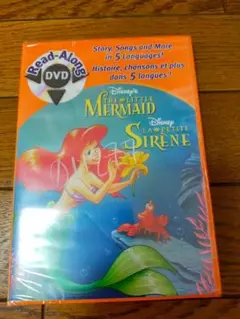 Read-Along
DVD
Story, Songs and More
in 5 Languages!
Histoire, chansons et plus
dans 5 langues!
Disney's
THE LITTLE
MERMAID
Disney
LA PETITE
SIRÈNE